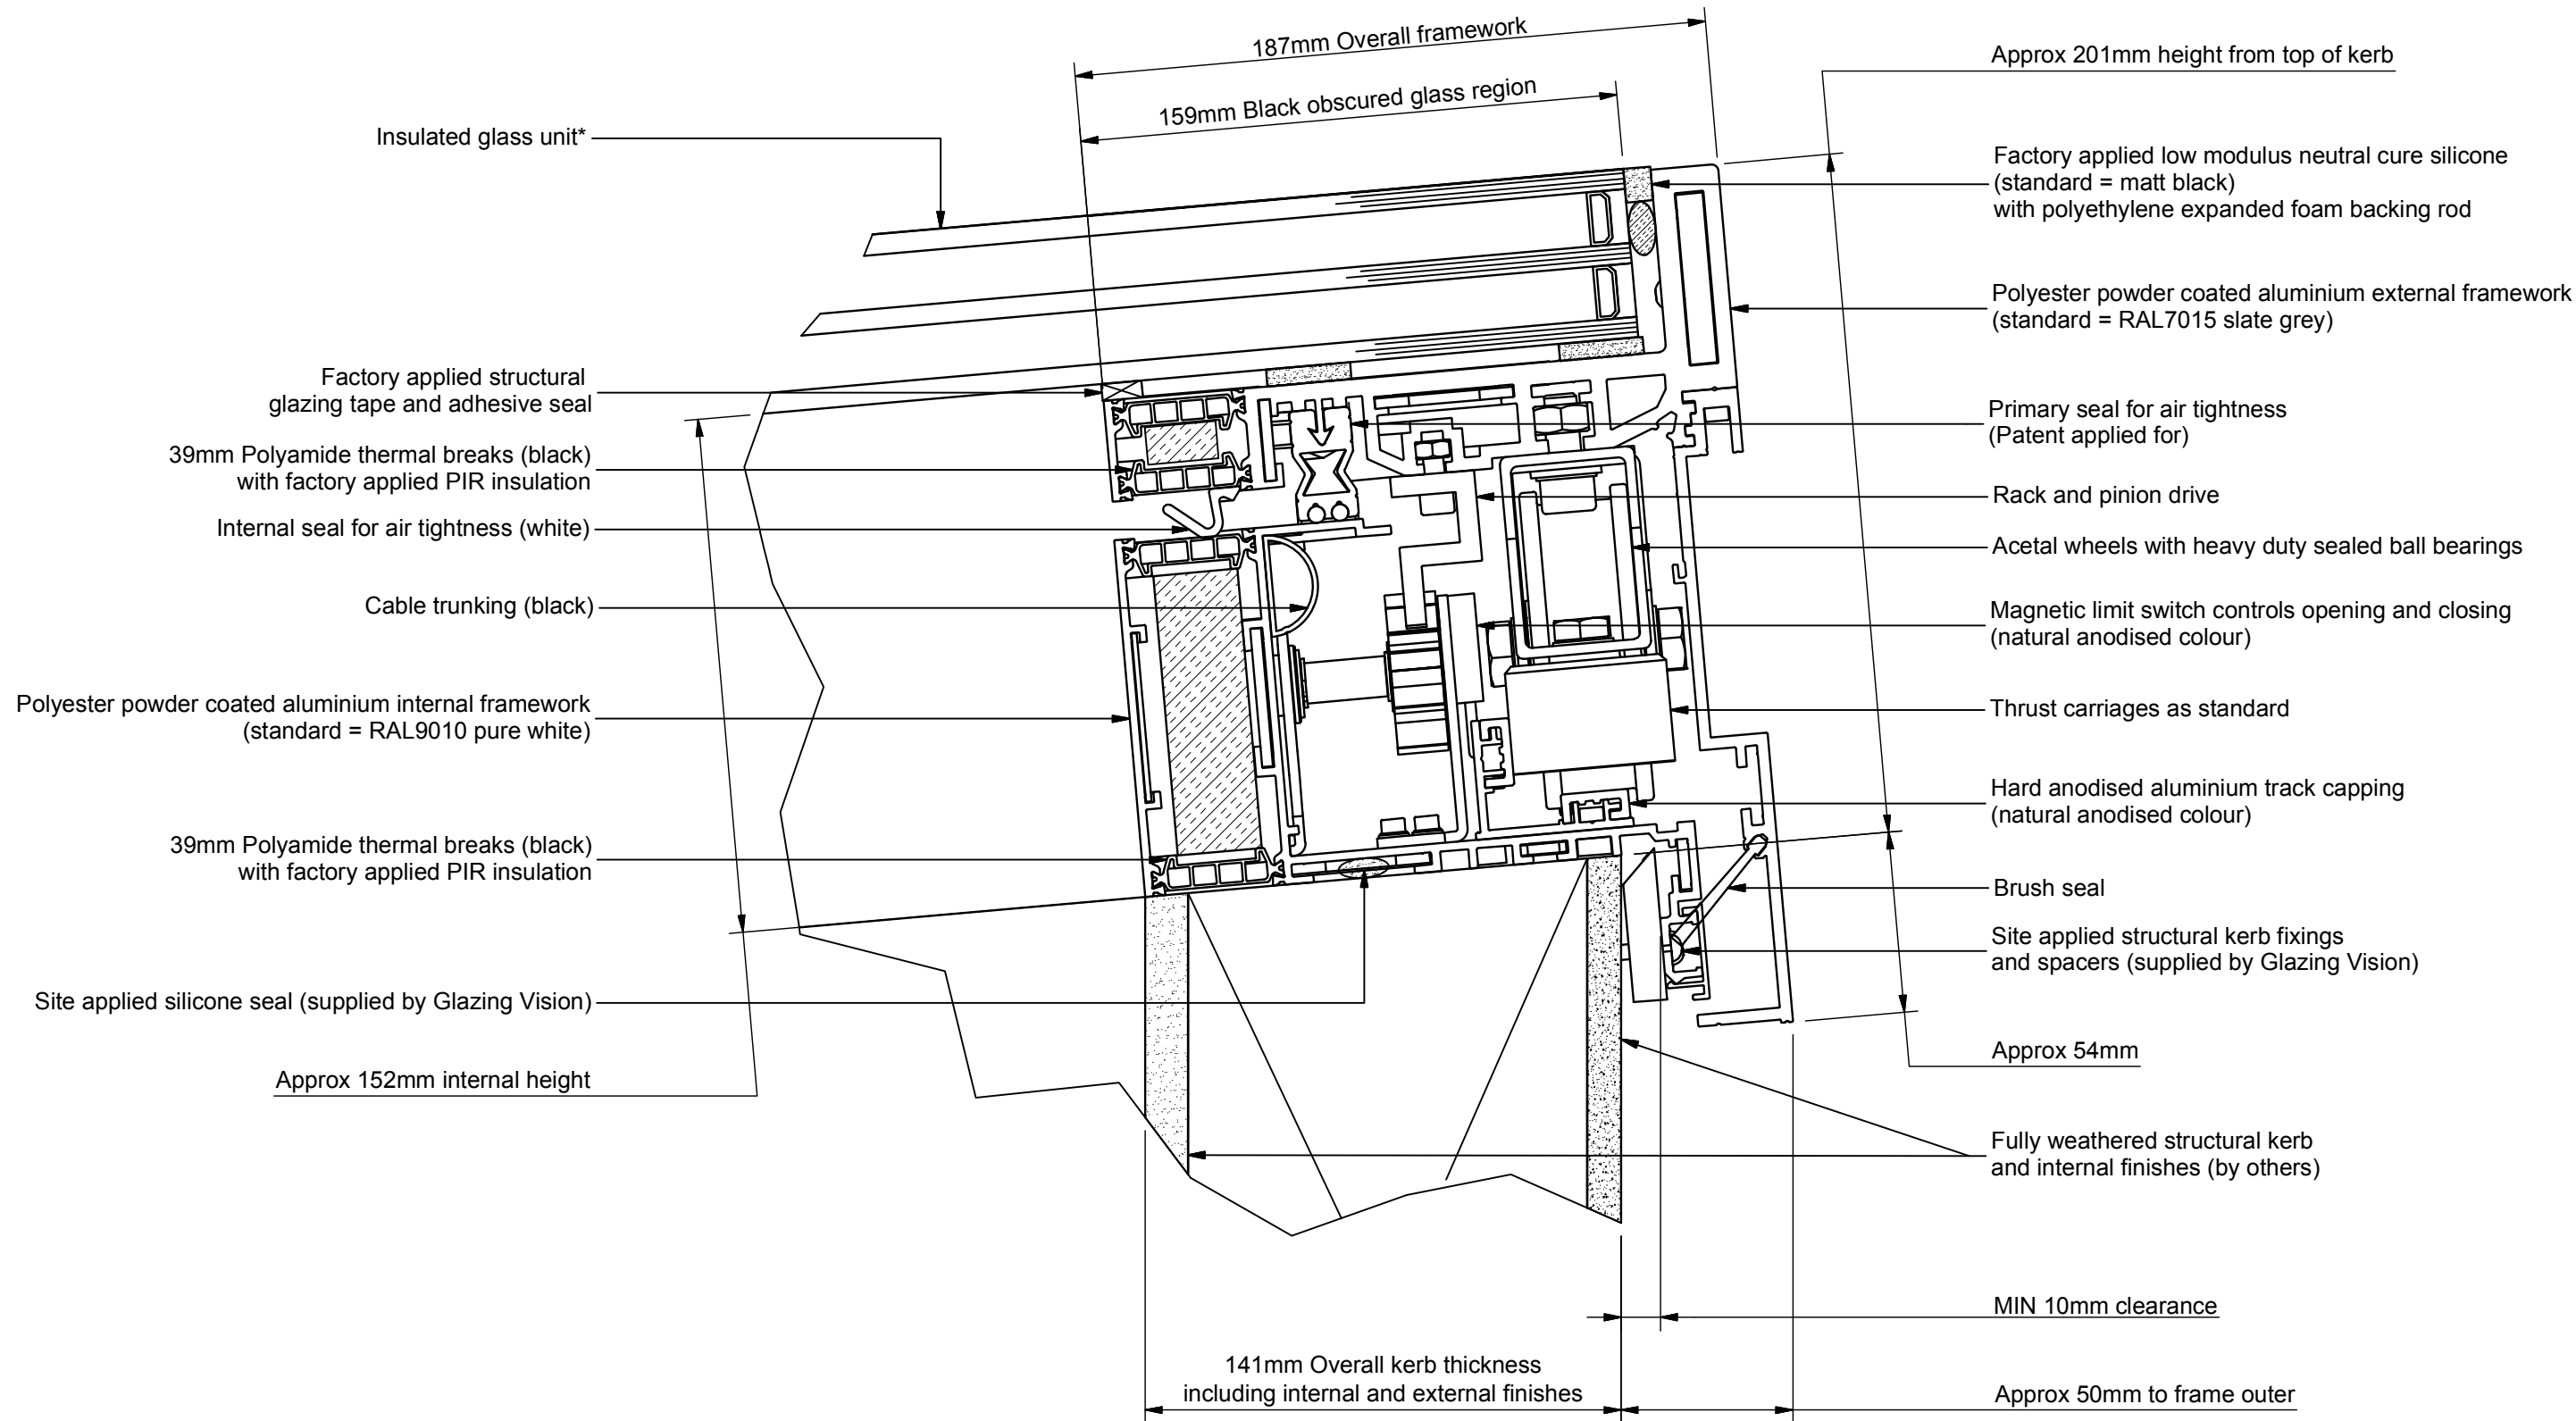 187mm Overall framework
159mm Black obscured glass region
Insulated glass unit*
Factory applied structural
glazing tape and adhesive seal
39mm Polyamide thermal breaks (black)
with factory applied PIR insulation
Internal seal for air tightness (white)
Cable trunking (black)
Polyester powder coated aluminium internal framework
(standard = RAL9010 pure white)
39mm Polyamide thermal breaks (black)
with factory applied PIR insulation
Site applied silicone seal (supplied by Glazing Vision)
Approx 152mm internal height
Approx 201mm height from top of kerb
Factory applied low modulus neutral cure silicone
(standard = matt black)
with polyethylene expanded foam backing rod
Polyester powder coated aluminium external framework
(standard = RAL7015 slate grey)
Primary seal for air tightness
(Patent applied for)
Rack and pinion drive
Acetal wheels with heavy duty sealed ball bearings
Magnetic limit switch controls opening and closing
(natural anodised colour)
Thrust carriages as standard
Hard anodised aluminium track capping
(natural anodised colour)
Brush seal
Site applied structural kerb fixings
and spacers (supplied by Glazing Vision)
Approx 54mm
Fully weathered structural kerb
and internal finishes (by others)
MIN 10mm clearance
141mm Overall kerb thickness
including internal and external finishes
Approx 50mm to frame outer